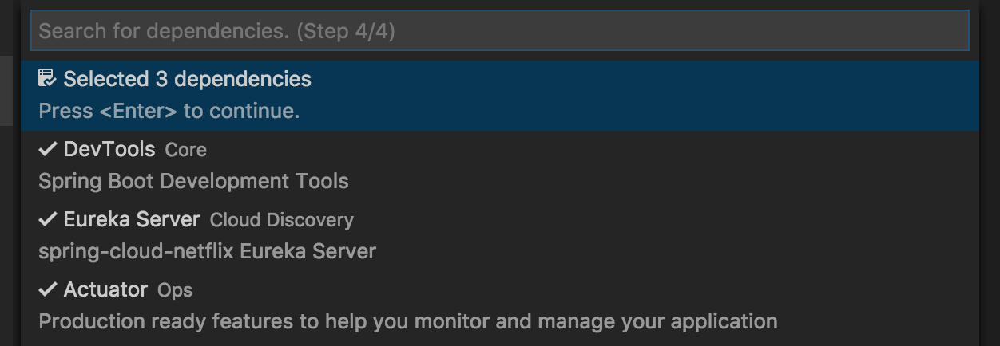 Search for dependencies. (Step 4/4)
Selected 3 dependencies
Press <Enter> to continue.
DevTools Core
Spring Boot Development Tools
Eureka Server Cloud Discovery
spring-cloud-netflix Eureka Server
Actuator Ops
Production ready features to help you monitor and manage your application